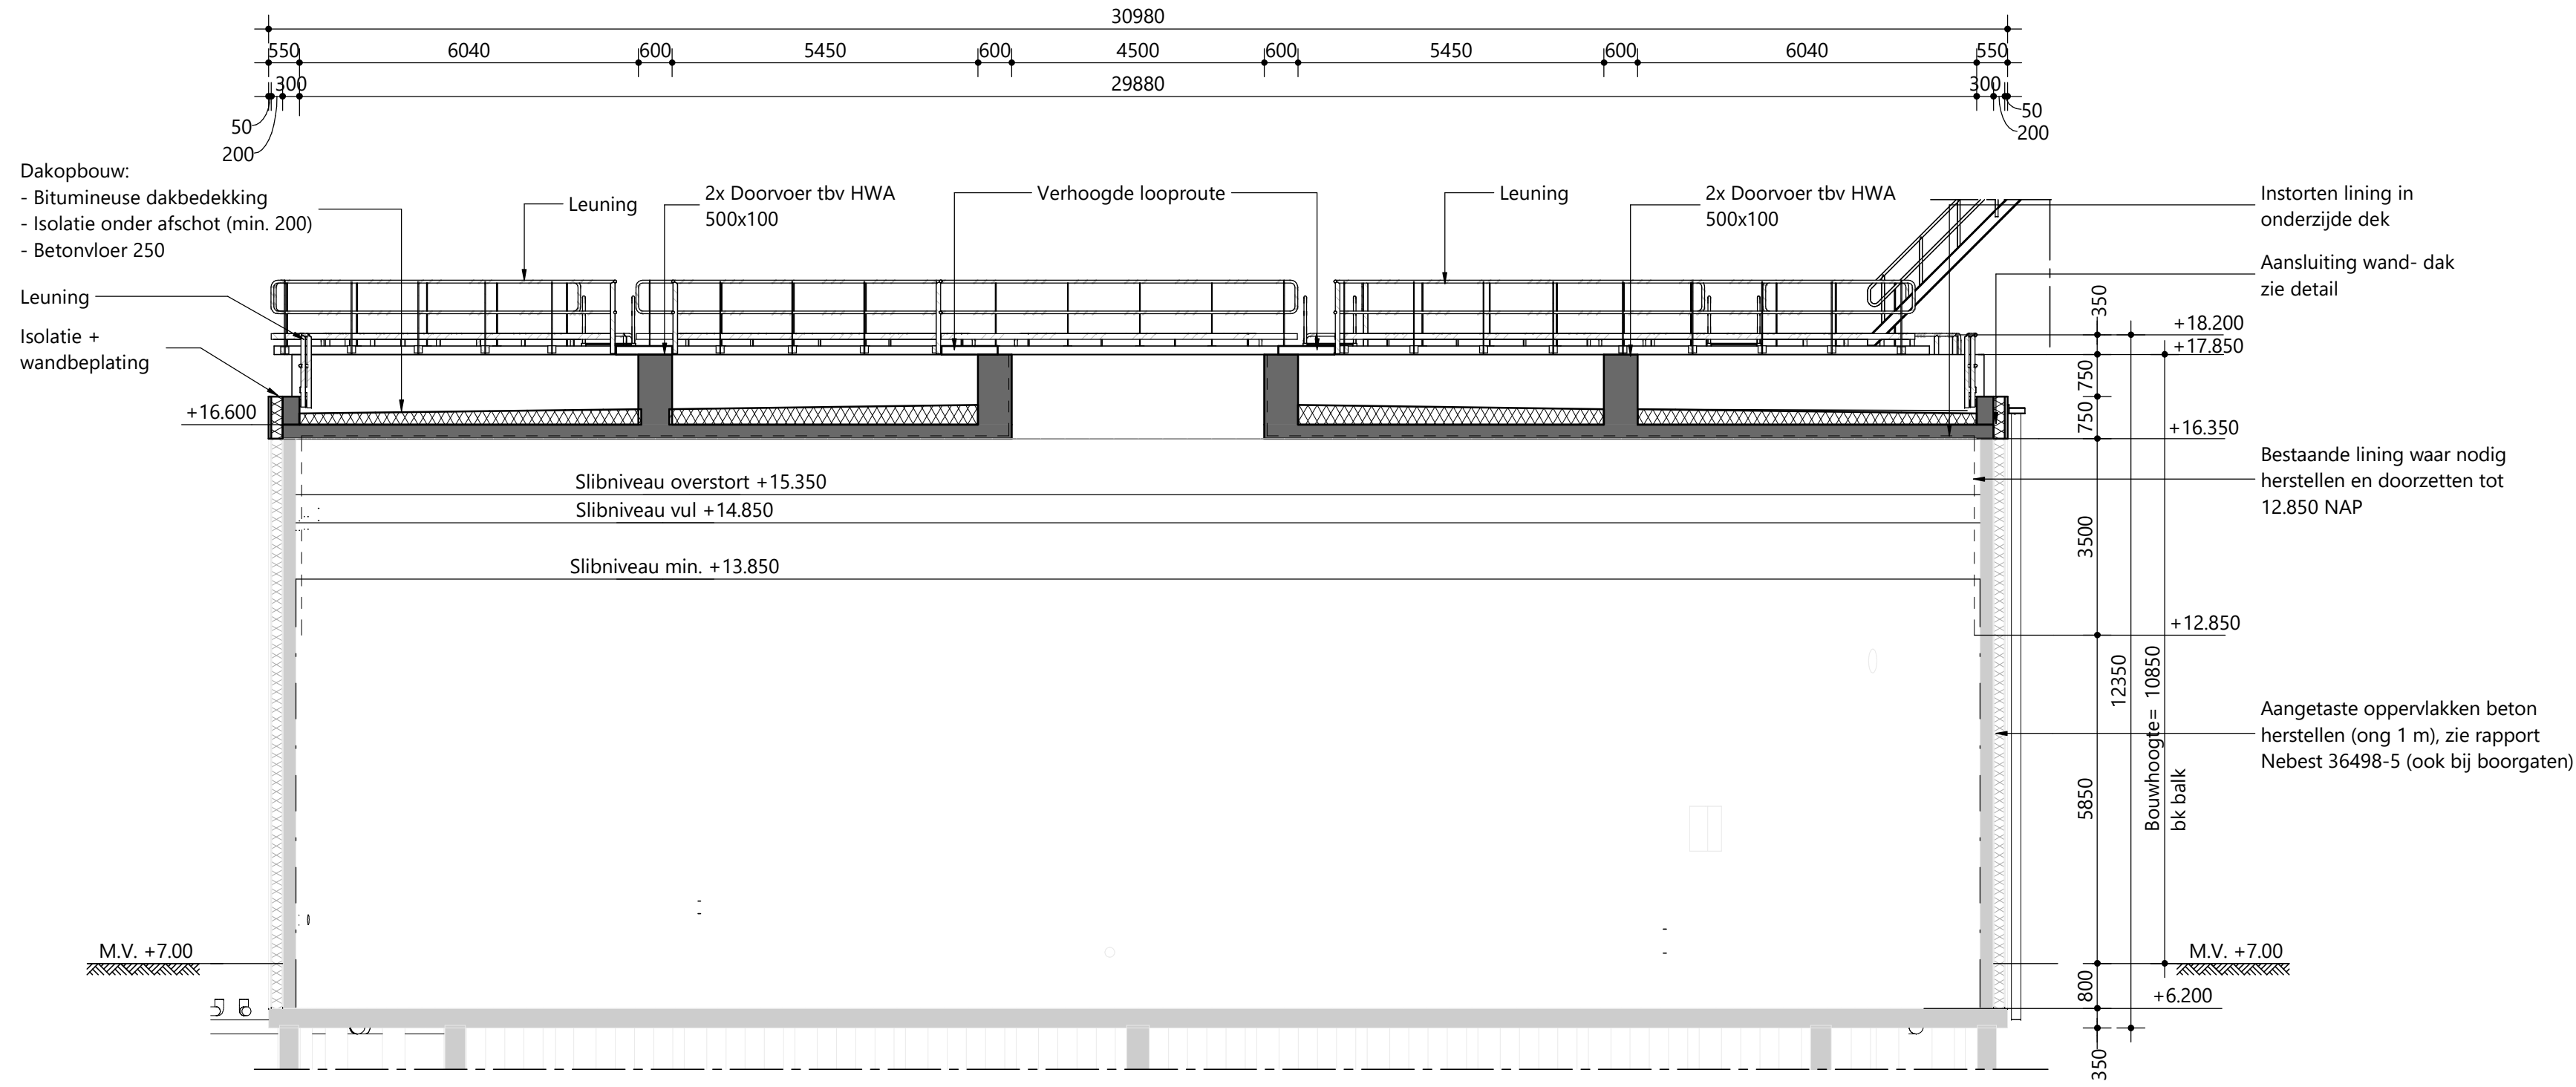 30980
550 6040 600 5450 600 4500 600 5450 600 6040 550
300 29880 300
50 50
200 200
Dakopbouw:
- Bitumineuse dakbedekking
- Isolatie onder afschot (min. 200)
- Betonvloer 250
Leuning
Isolatie +
wandbeplating
+16.600
Leuning
2x Doorvoer tbv HWA
500x100
Verhoogde looproute
Leuning
2x Doorvoer tbv HWA
500x100
Instorten lining in
onderzijde dek
Aansluiting wand- dak
zie detail
350
+18.200
+17.850
750
750
+16.350
Bestaande lining waar nodig
herstellen en doorzetten tot
12.850 NAP
Slibniveau overstort +15.350
Slibniveau vul +14.850
Slibniveau min. +13.850
3500
+12.850
12350
Bouwhoogte= 10850
bk balk
Aangetaste oppervlakken beton
herstellen (ong 1 m), zie rapport
Nebest 36498-5 (ook bij boorgaten)
5850
M.V. +7.00
M.V. +7.00
800
+6.200
350